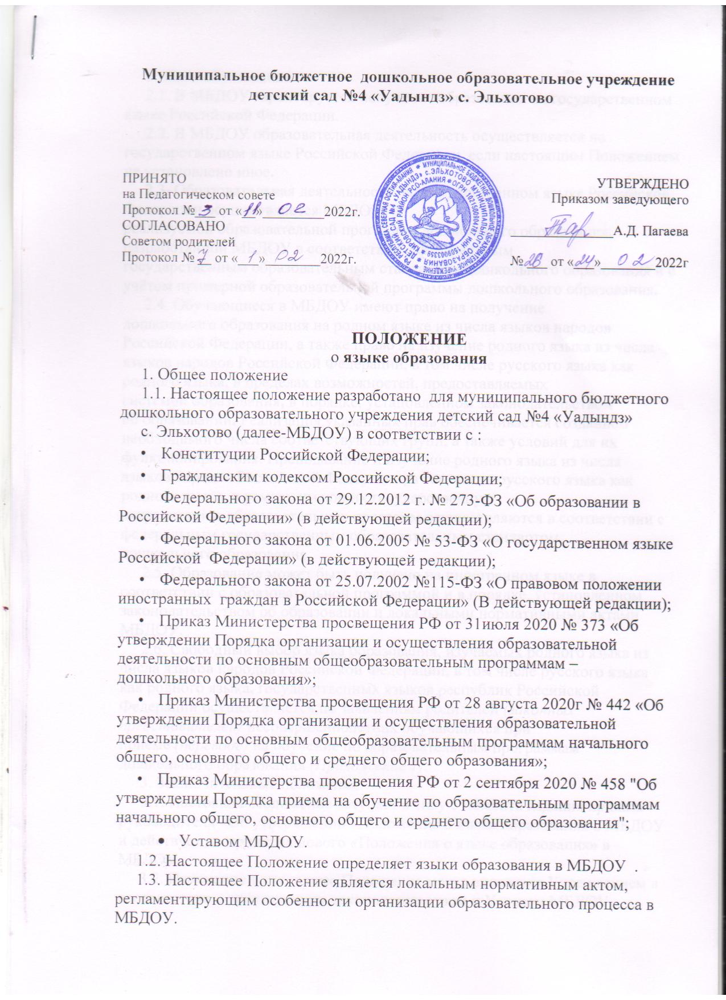 Муниципальное бюджетное дошкольное образовательное учреждение
детский сад №4 «Уадындз» с. Эльхотово
ПРИНЯТО
на Педагогическом совете
Протокол № 3 от «11» 02 2022г.
СОГЛАСОВАНО
Советом родителей
Протокол № от « 1 » 02 2022г.
УТВЕРЖДЕНО
Приказом заведующего
А.Д. Пагаева
№ 26 от «24» 02 2022г
ПОЛОЖЕНИЕ
о языке образования
1. Общее положение
1.1. Настоящее положение разработано для муниципального бюджетного
дошкольного образовательного учреждения детский сад №4 «Уадындз»
с. Эльхотово (далее-МБДОУ) в соответствии с :
• Конституции Российской Федерации;
• Гражданским кодексом Российской Федерации;
• Федерального закона от 29.12.2012 г. № 273-ФЗ «Об образовании в
Российской Федерации» (в действующей редакции);
• Федерального закона от 01.06.2005 № 53-ФЗ «О государственном языке
Российской Федерации» (в действующей редакции);
• Федерального закона от 25.07.2002 №115-ФЗ «О правовом положении
иностранных граждан в Российской Федерации» (В действующей редакции);
• Приказ Министерства просвещения РФ от 31июля 2020 № 373 «Об
утверждении Порядка организации и осуществления образовательной
деятельности по основным общеобразовательным программам –
дошкольного образования»;
• Приказ Министерства просвещения РФ от 28 августа 2020г № 442 «Об
утверждении Порядка организации и осуществления образовательной
деятельности по основным общеобразовательным программам начального
общего, основного общего и среднего общего образования»;
• Приказ Министерства просвещения РФ от 2 сентября 2020 № 458 "Об
утверждении Порядка приема на обучение по образовательным программам
начального общего, основного общего и среднего общего образования";
• Уставом МБДОУ.
1.2. Настоящее Положение определяет языки образования в МБДОУ .
1.3. Настоящее Положение является локальным нормативным актом,
регламентирующим особенности организации образовательного процесса в
МБДОУ.